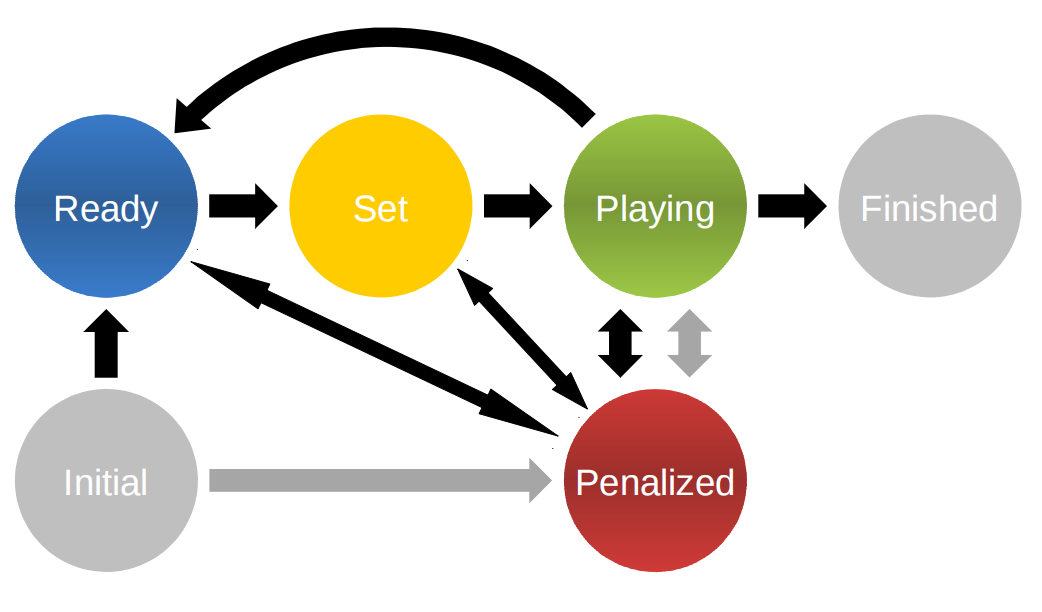 Ready
Set
Playing
Finished
Initial
Penalized